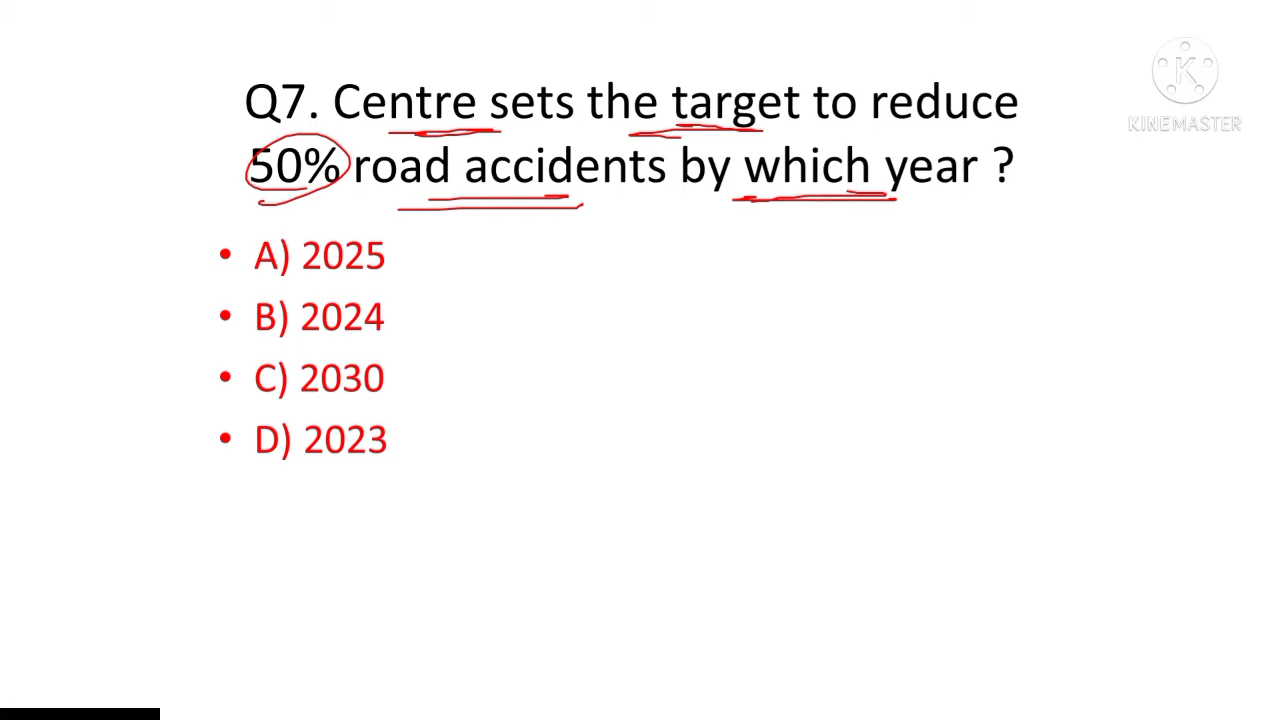 Q7. Centre sets the target to reduce
50% road accidents by which year ?
• A) 2025
• B) 2024
• C) 2030
• D) 2023
K
KINEMASTER